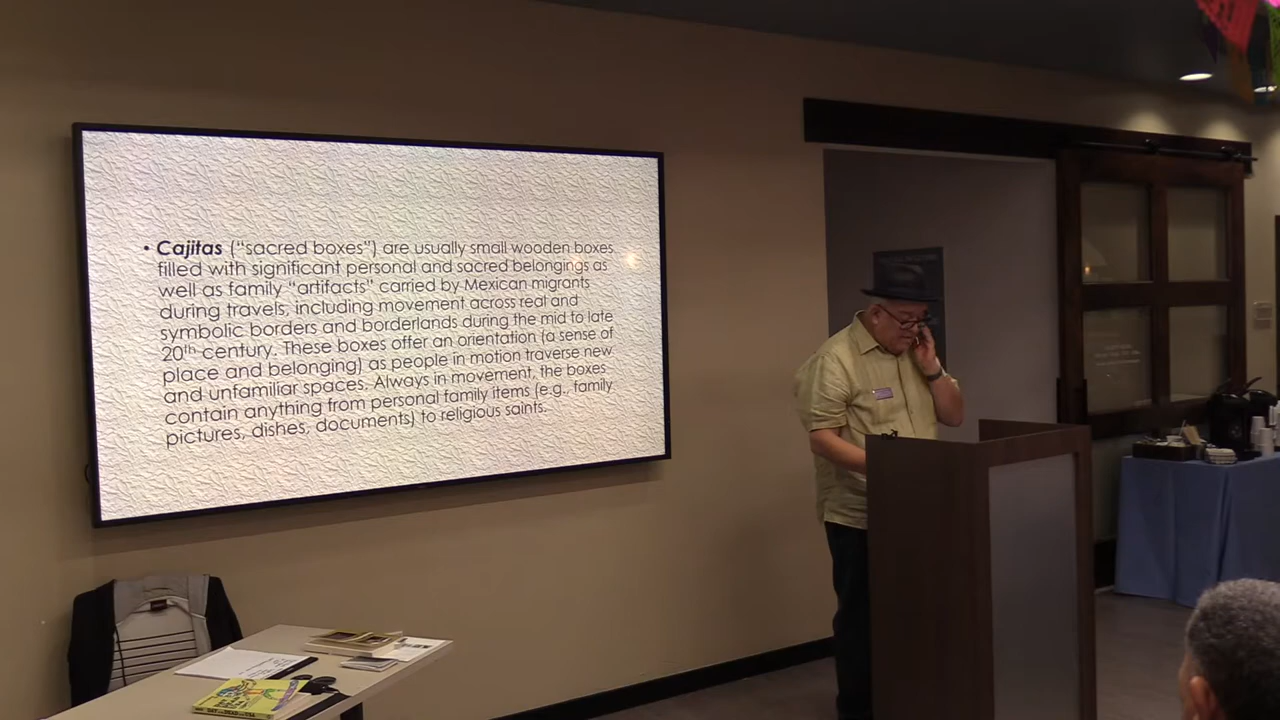 • Cajitas (“sacred boxes”) are usually small wooden boxes
filled with significant personal and sacred belongings as
well as family “artifacts” carried by Mexican migrants
during travels, including movement across real and
symbolic borders and borderlands during the mid to late
20th century. These boxes offer an orientation (a sense of
place and belonging) as people in motion traverse new
and unfamiliar spaces. Always in movement, the boxes
contain anything from personal family items (e.g., family
pictures, dishes, documents) to religious saints.